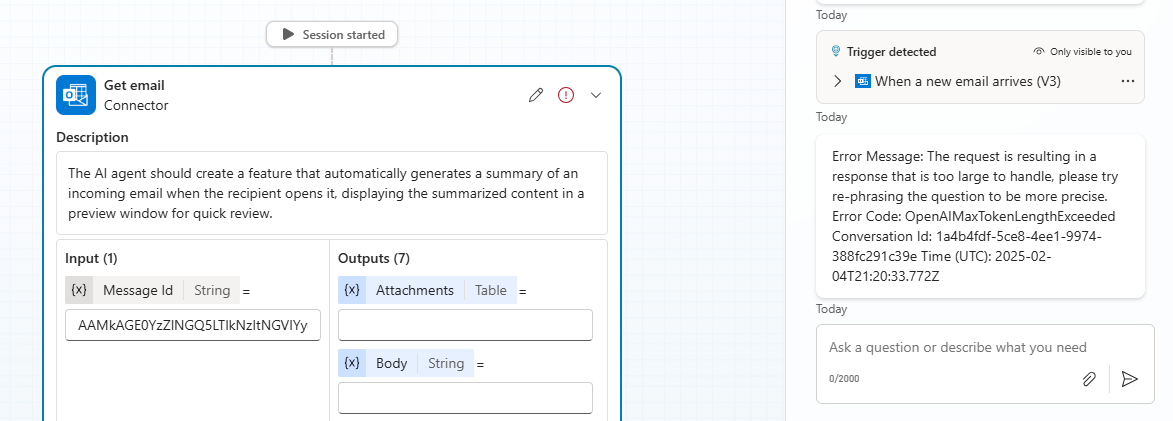 Session started
Get email
Connector
Description
The AI agent should create a feature that automatically generates a summary of an
incoming email when the recipient opens it, displaying the summarized content in a
preview window for quick review.
Input (1)
{x} Message Id String =
AAMkAGE0YzZlNGQ5LTlkNzItNGVlYy
Outputs (7)
{x} Attachments Table =
{x} Body String =
Today
Trigger detected
Only visible to you
When a new email arrives (V3)
Today
Error Message: The request is resulting in a
response that is too large to handle, please try
re-phrasing the question to be more precise.
Error Code: OpenAIMaxTokenLengthExceeded
Conversation Id: 1a4b4fdf-5ce8-4ee1-9974-
388fc291c39e Time (UTC): 2025-02-
04T21:20:33.772Z
Today
Ask a question or describe what you need
0/2000